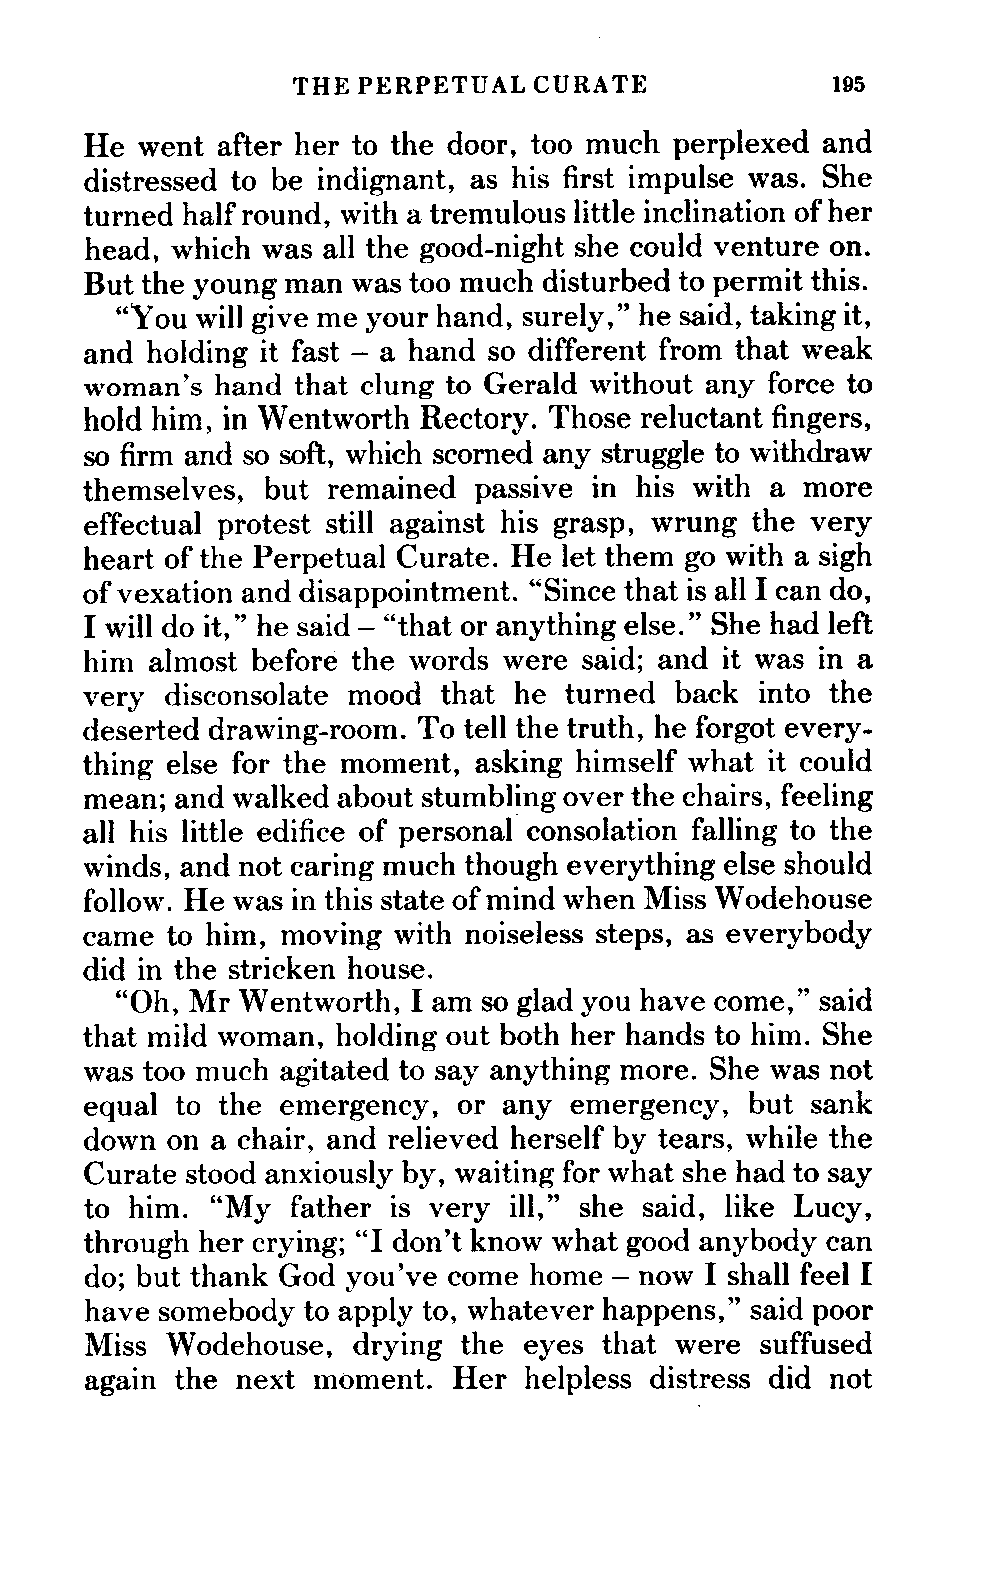 THE PERPETUAL CURATE 195
He went after her to the door, too much perplexed and
distressed to be indignant, as his first impulse was. She
turned half round, with a tremulous little inclination of her
head, which was all the good-night she could venture on.
But the young man was too much disturbed to permit this.
“You will give me your hand, surely,” he said, taking it,
and holding it fast – a hand so different from that weak
woman’s hand that clung to Gerald without any force to
hold him, in Wentworth Rectory. Those reluctant fingers,
so firm and so soft, which scorned any struggle to withdraw
themselves, but remained passive in his with a more
effectual protest still against his grasp, wrung the very
heart of the Perpetual Curate. He let them go with a sigh
of vexation and disappointment. “Since that is all I can do,
I will do it,” he said – “that or anything else.” She had left
him almost before the words were said; and it was in a
very disconsolate mood that he turned back into the
deserted drawing-room. To tell the truth, he forgot every-
thing else for the moment, asking himself what it could
mean; and walked about stumbling over the chairs, feeling
all his little edifice of personal consolation falling to the
winds, and not caring much though everything else should
follow. He was in this state of mind when Miss Wodehouse
came to him, moving with noiseless steps, as everybody
did in the stricken house.
“Oh, Mr Wentworth, I am so glad you have come,” said
that mild woman, holding out both her hands to him. She
was too much agitated to say anything more. She was not
equal to the emergency, or any emergency, but sank
down on a chair, and relieved herself by tears, while the
Curate stood anxiously by, waiting for what she had to say
to him. “My father is very ill,” she said, like Lucy,
through her crying; “I don’t know what good anybody can
do; but thank God you’ve come home – now I shall feel I
have somebody to apply to, whatever happens,” said poor
Miss Wodehouse, drying the eyes that were suffused
again the next moment. Her helpless distress did not